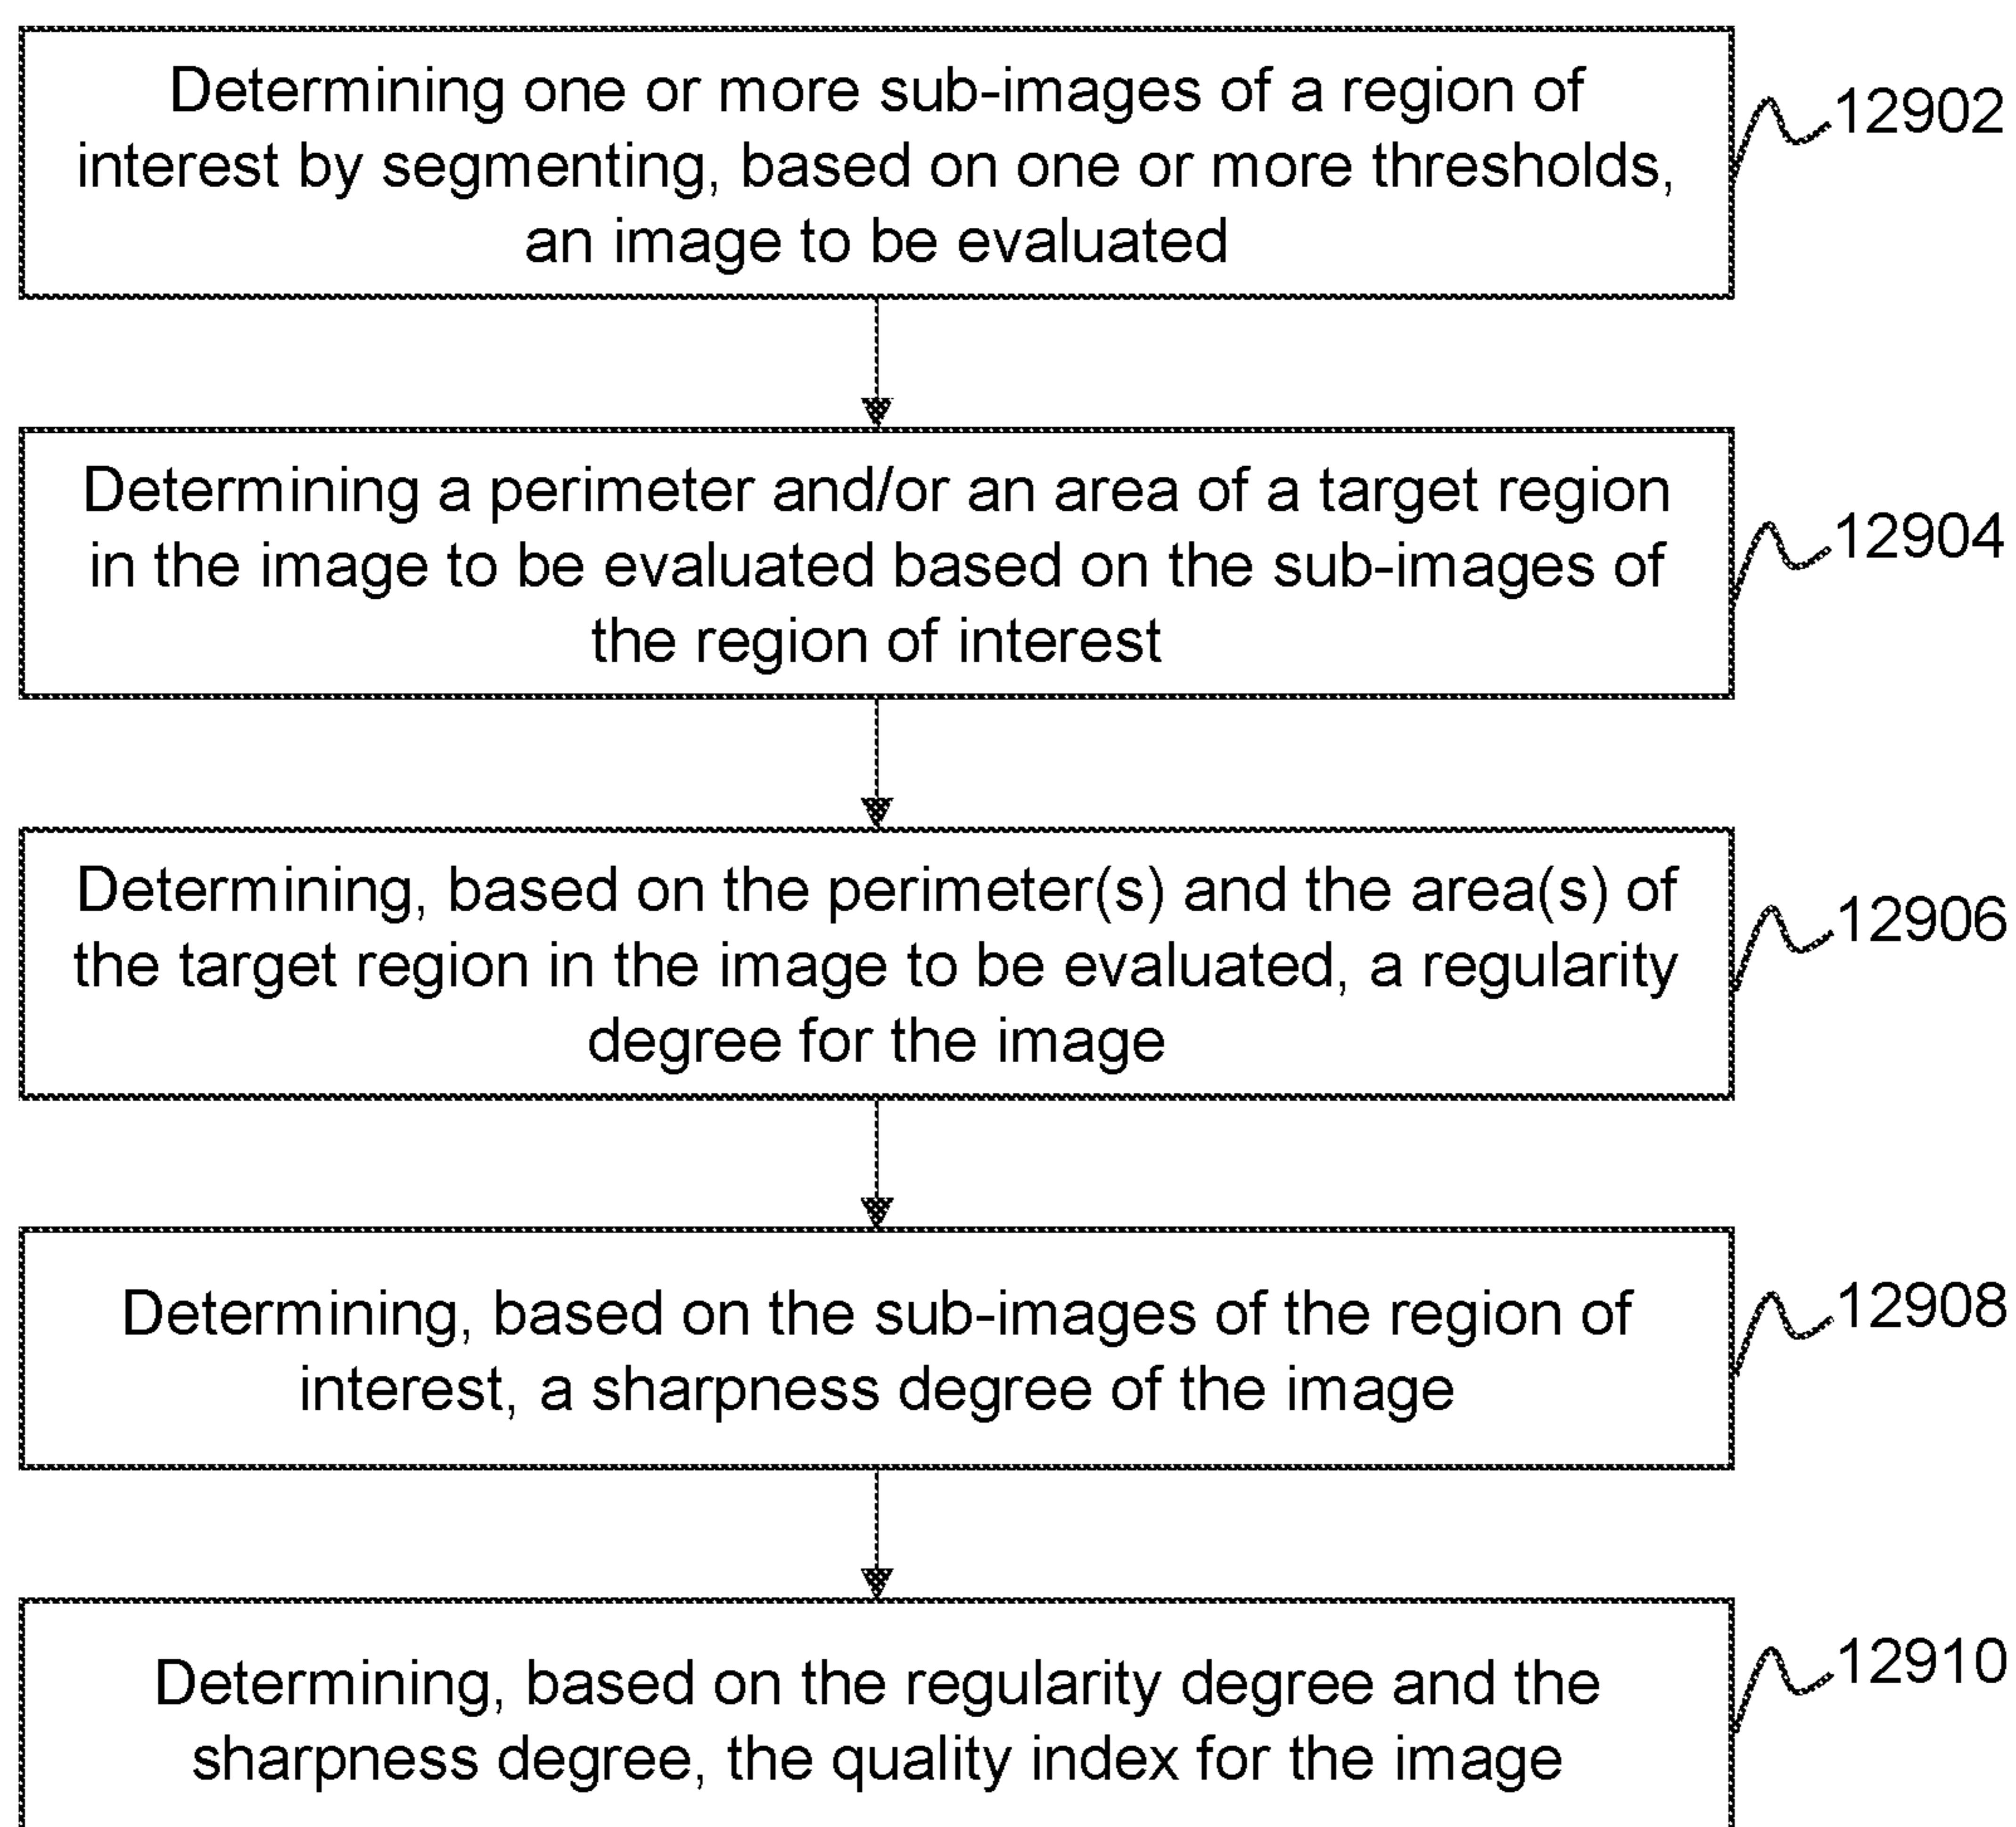 Determining one or more sub-images of a region of
interest by segmenting, based on one or more thresholds,
an image to be evaluated
12902
Determining a perimeter and/or an area of a target region
in the image to be evaluated based on the sub-images of
the region of interest
12904
Determining, based on the perimeter(s) and the area(s) of
the target region in the image to be evaluated, a regularity
degree for the image
12906
Determining, based on the sub-images of the region of
interest, a sharpness degree of the image
12908
Determining, based on the regularity degree and the
sharpness degree, the quality index for the image
12910